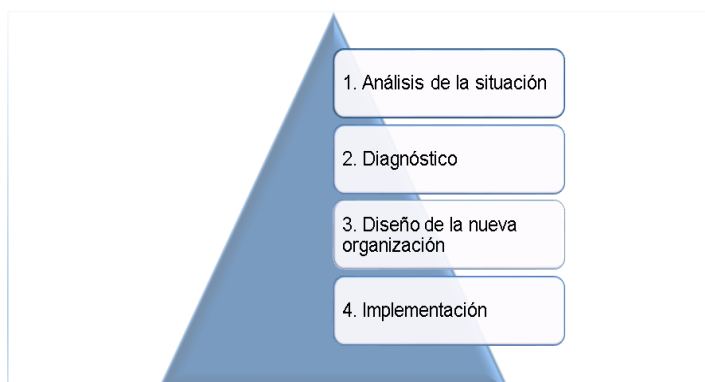 1. Análisis de la situación
2. Diagnóstico
3. Diseño de la nueva
organización
4. Implementación